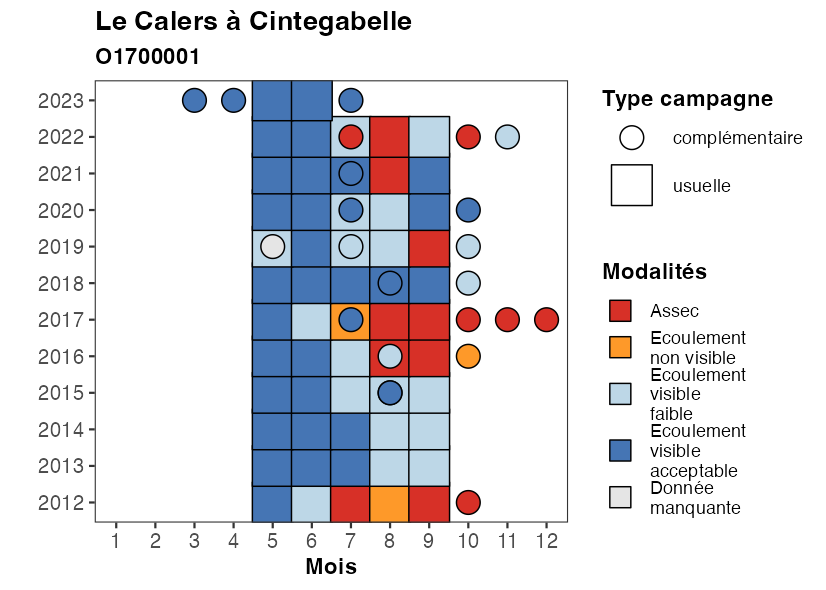 Le Calers à Cintegabelle
O1700001
2023
2022
2021
2020
2019
2018
2017
2016
2015
2014
2013
2012
1 2 3 4 5 6 7 8 9 10 11 12
Mois
Type campagne
complémentaire
usuelle
Modalités
Assec
Ecoulement
non visible
Ecoulement
visible
faible
Ecoulement
visible
acceptable
Donnée
manquante